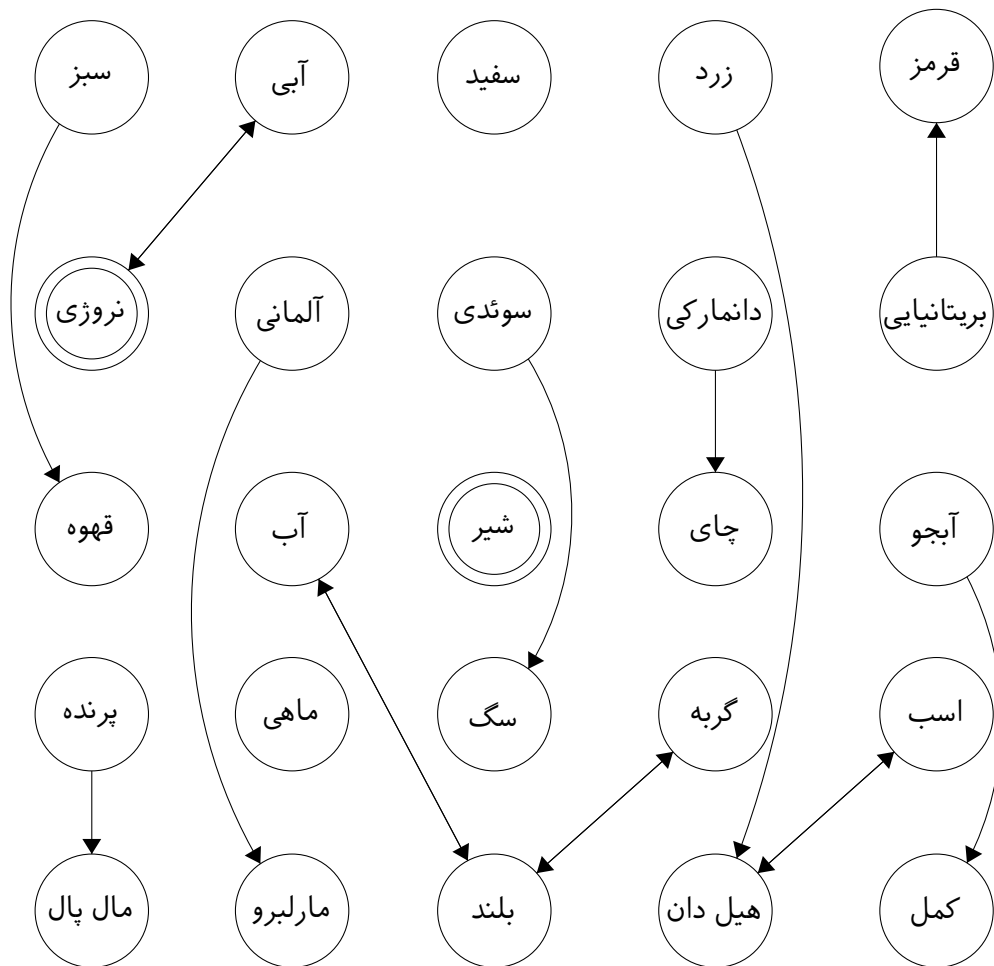 قرمز زرد سفید آبی سبز
بریتانیایی دانمارکی سوئدی آلمانی نروژی
آبجو چای شیر آب قهوه
اسب گربه سگ ماهی پرنده
کمل هیل دان بلند مارلبرو مال پال